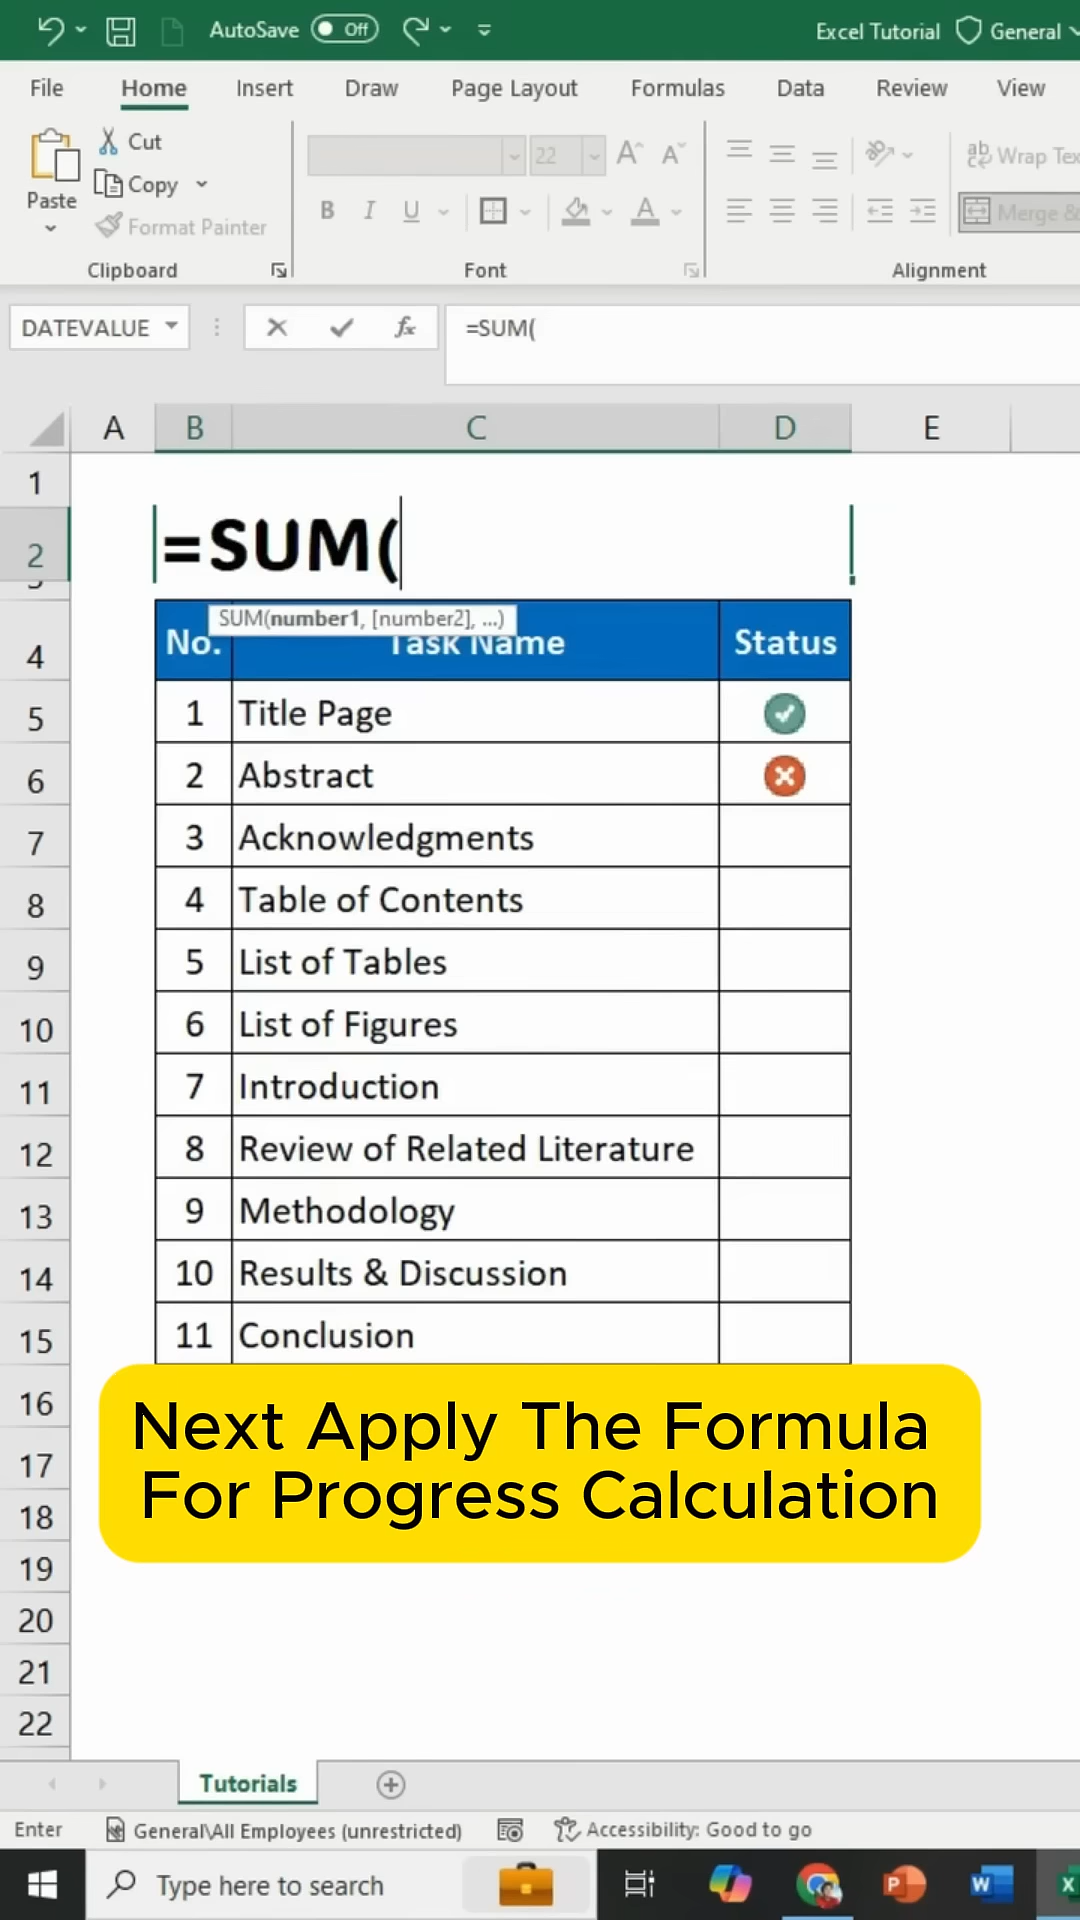 AutoSave Off Excel Tutorial General
File Home Insert Draw Page Layout Formulas Data Review View
Paste Cut
Copy
Format Painter
22
Wrap Tex
Merge &
B I U A
Clipboard Font Alignment
DATEVALUE fx =SUM(
A B C D E
1
2 =SUM(
SUM(number1, [number2], ...)
4 No. Task Name Status
5 1 Title Page
6 2 Abstract
7 3 Acknowledgments
8 4 Table of Contents
9 5 List of Tables
10 6 List of Figures
11 7 Introduction
12 8 Review of Related Literature
13 9 Methodology
14 10 Results & Discussion
15 11 Conclusion
16
Next Apply The Formula
17
For Progress Calculation
18
19
20
21
22
Tutorials
Enter General\All Employees (unrestricted) Accessibility: Good to go
Type here to search